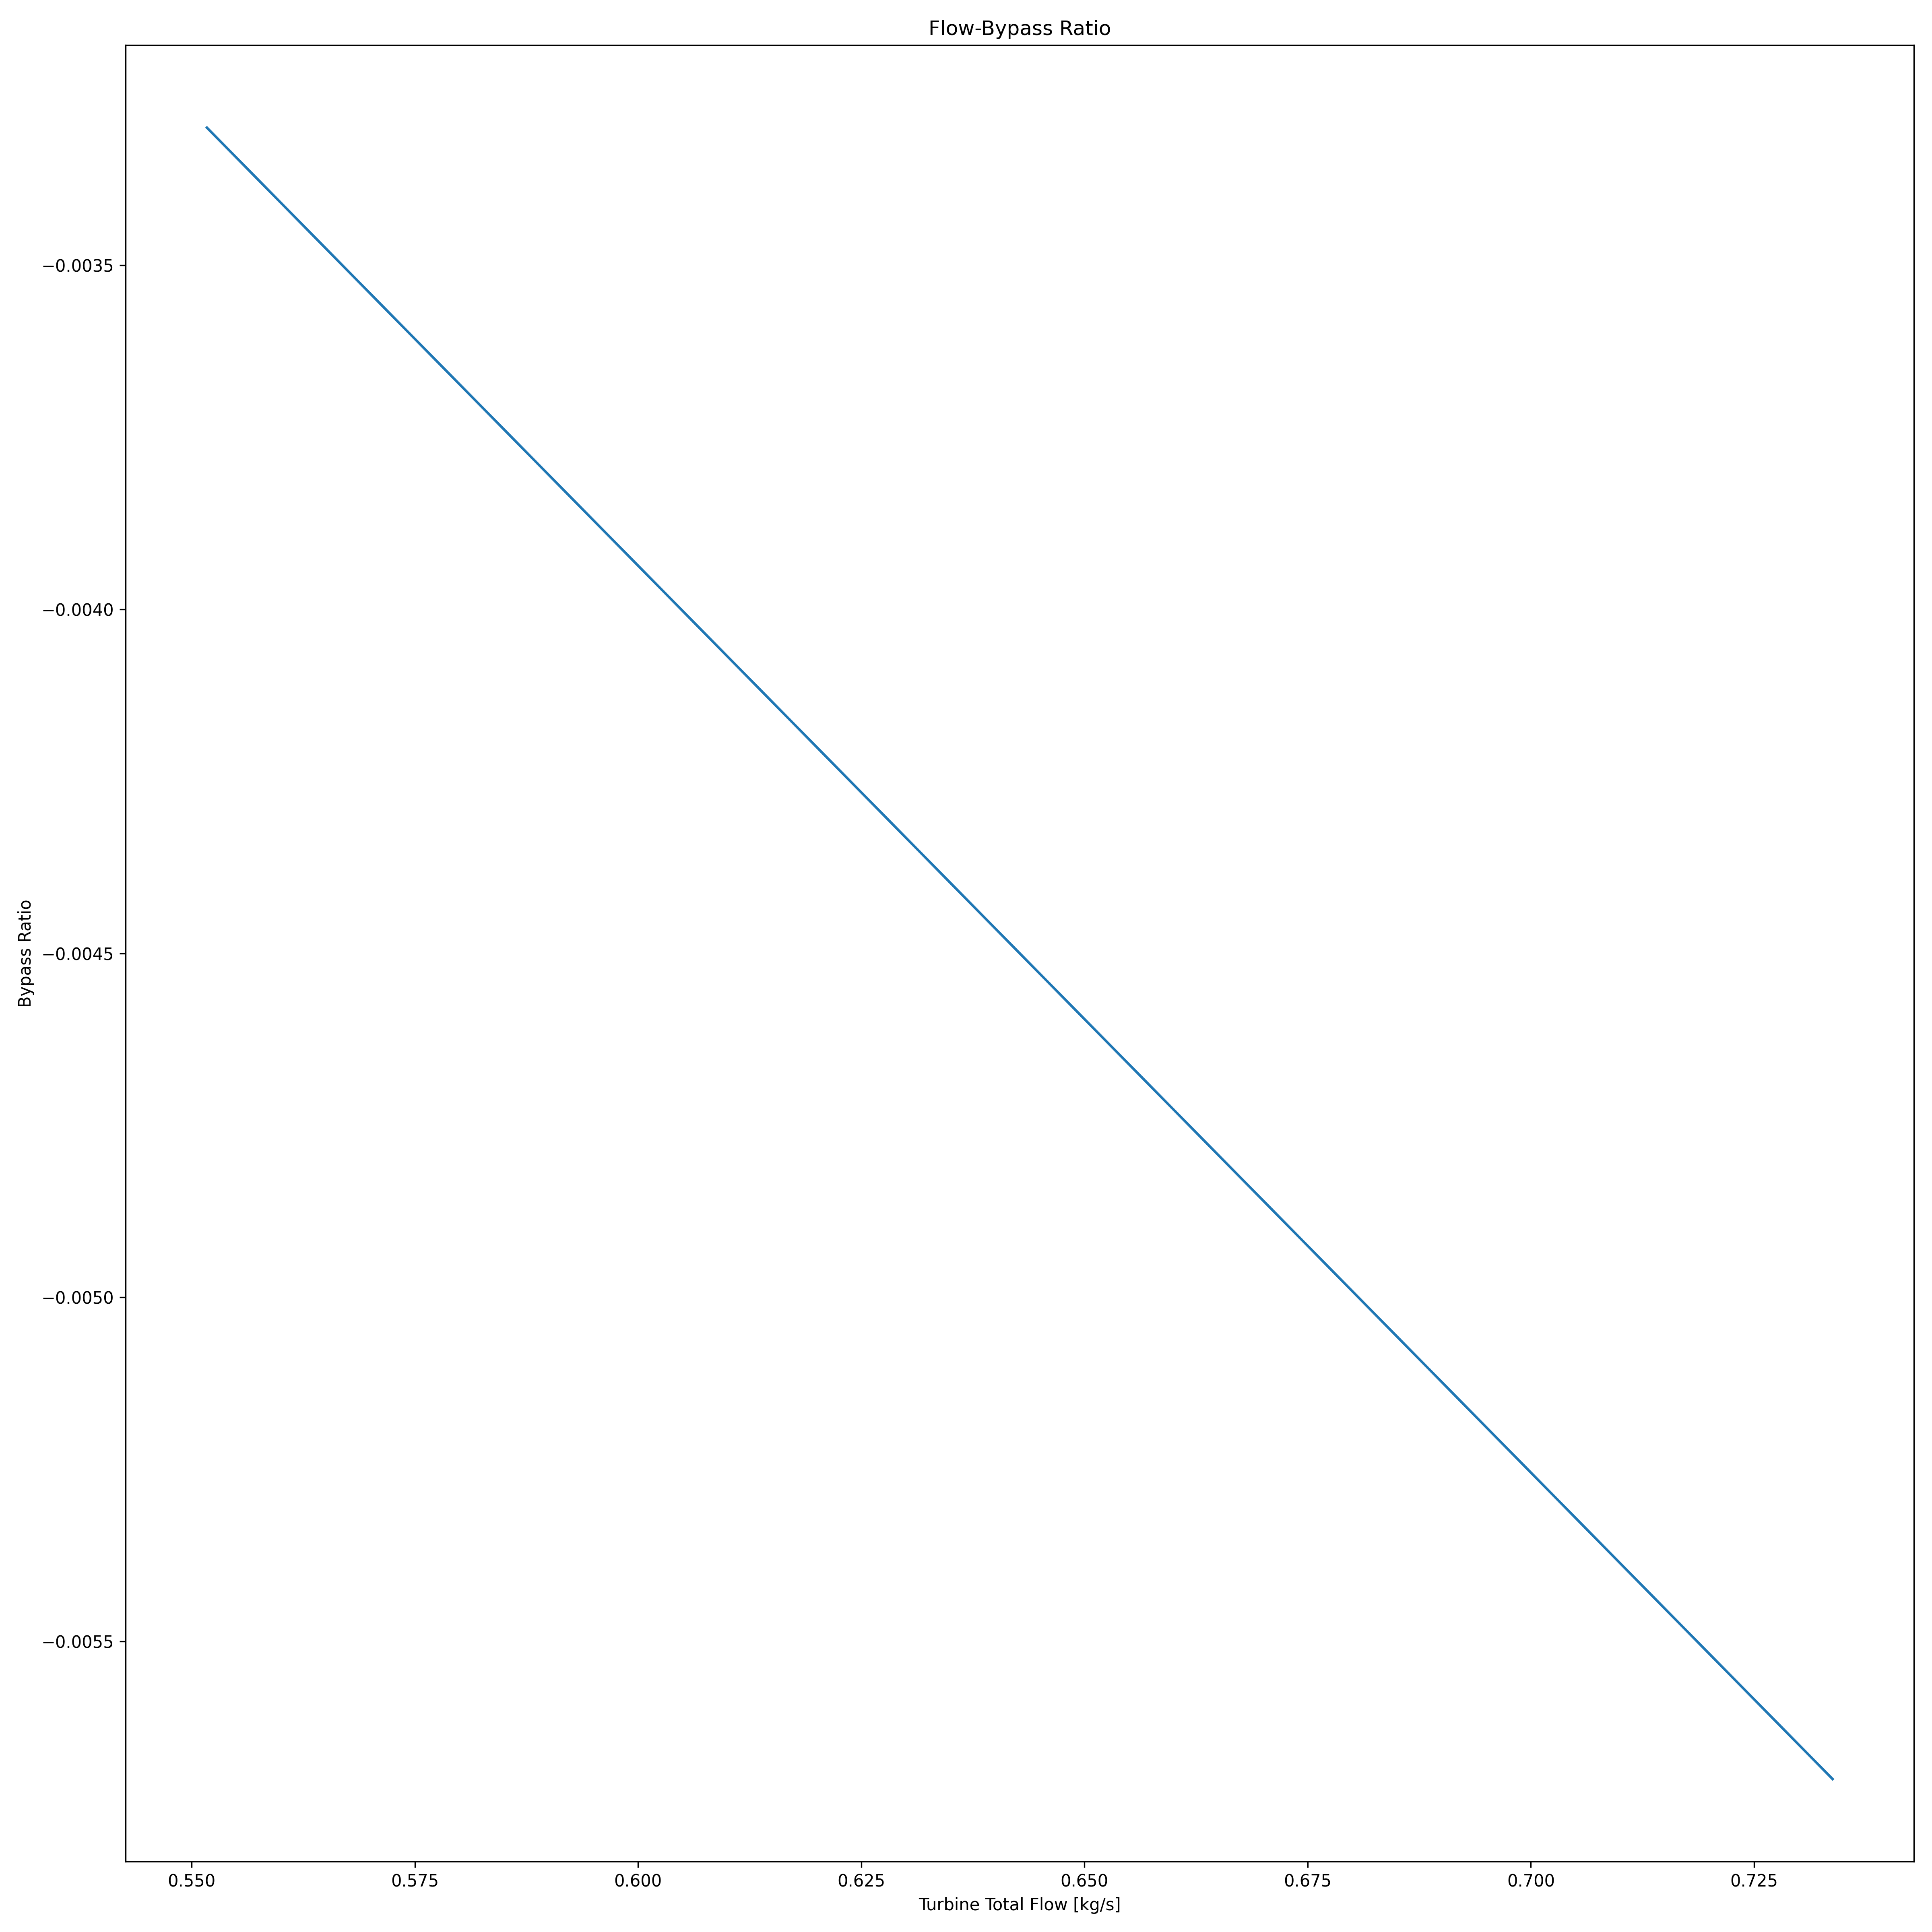 Flow-Bypass Ratio
Bypass Ratio
−0.0035
−0.0040
−0.0045
−0.0050
−0.0055
0.550 0.575 0.600 0.625 0.650 0.675 0.700 0.725
Turbine Total Flow [kg/s]